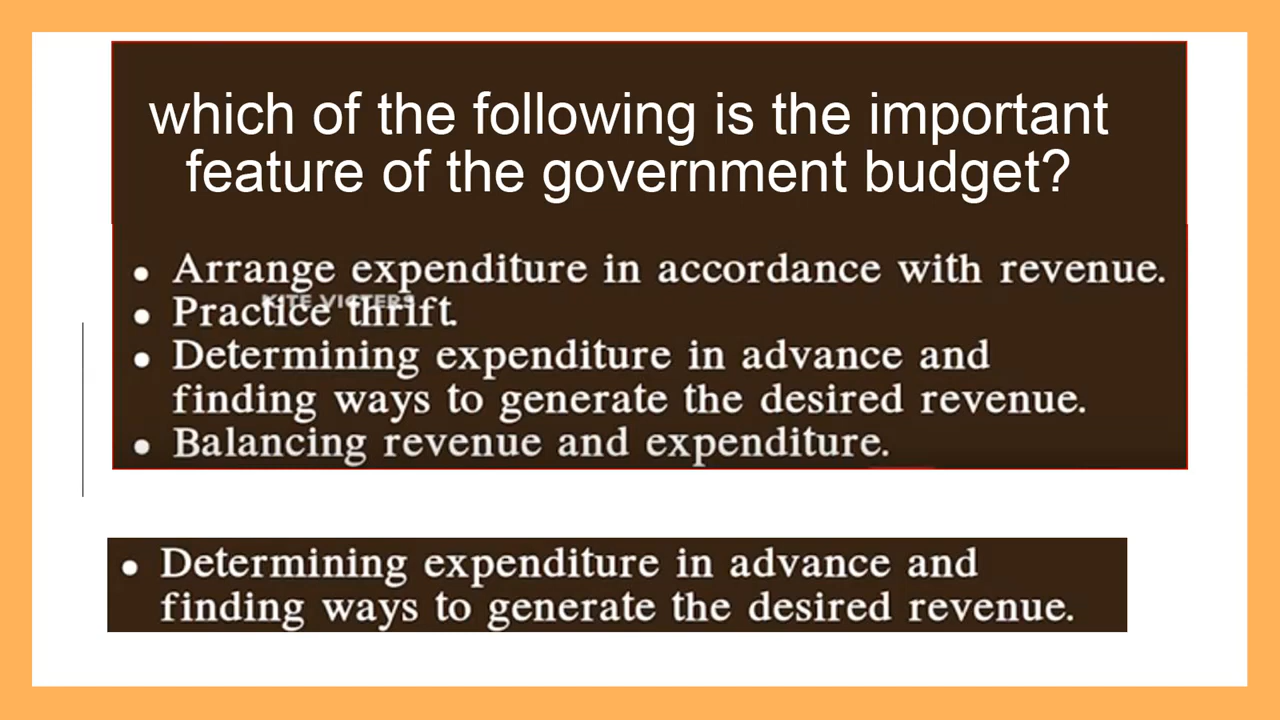 which of the following is the important
feature of the government budget?
• Arrange expenditure in accordance with revenue.
KITE VICTERS
• Practice thrift.
• Determining expenditure in advance and
finding ways to generate the desired revenue.
• Balancing revenue and expenditure.
• Determining expenditure in advance and
finding ways to generate the desired revenue.